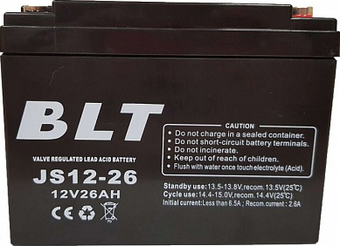 BLT
VALVE REGULATED LEAD ACID BATTERY
JS12-26
12V26AH
CAUTION
• Do not charge in a sealed container.
• Do not short-circuit battery terminals.
• Do not incinerate.
• Keep out of reach of children.
• Flush with water once touch electrolyte (Acid).
Standby use: 13.5-13.8V, recom.13.5V(25℃)
Cycle use : 14.4-15.0V, recom.14.4V(25℃)
Initial current: Less than 6.5A ; Recom.current : 2.6A